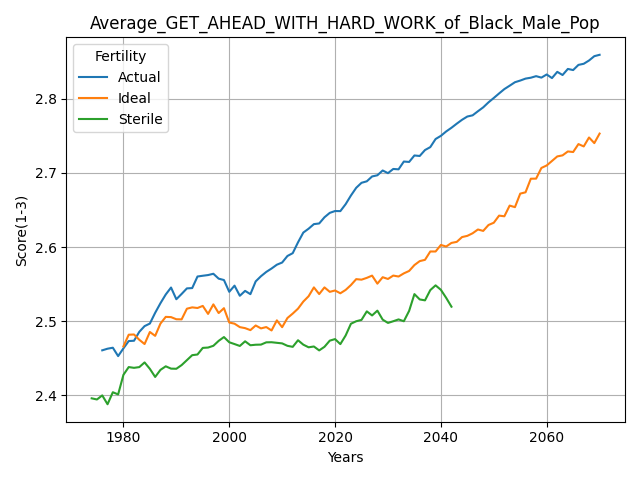 Average_GET_AHEAD_WITH_HARD_WORK_of_Black_Male_Pop
Fertility
Actual
Ideal
Sterile
Score(1-3)
2.8
2.7
2.6
2.5
2.4
1980 2000 2020 2040 2060
Years